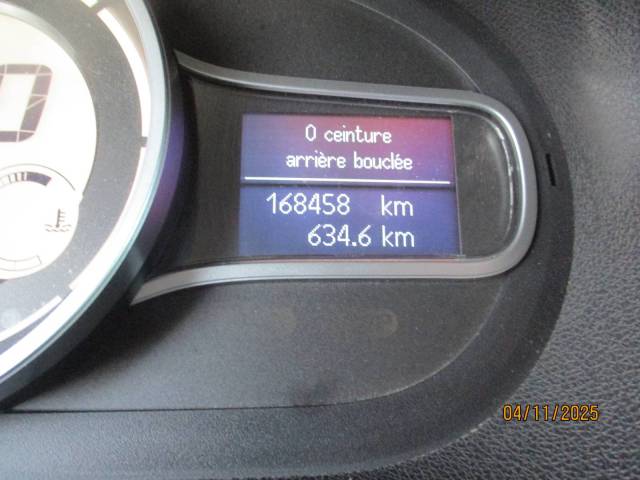 0 ceinture
arrière bouclée
168458 km
634.6 km
04/11/2025